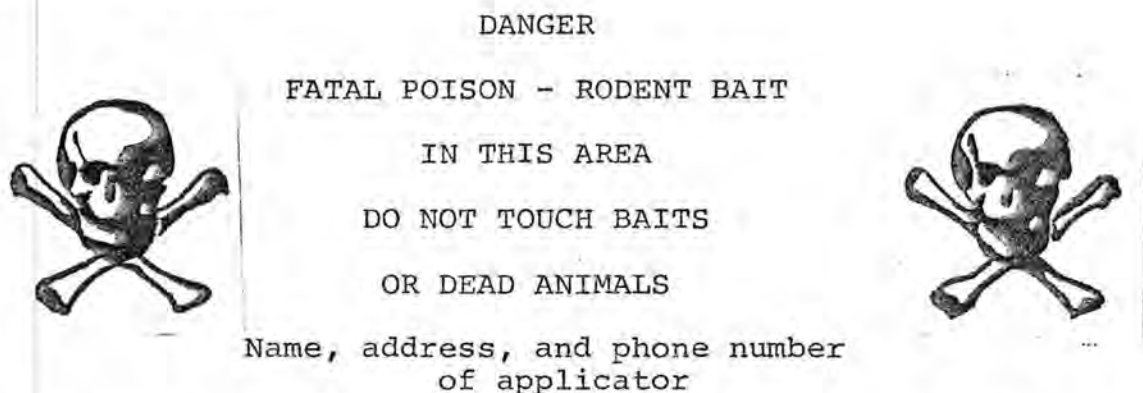 DANGER
FATAL POISON - RODENT BAIT
IN THIS AREA
DO NOT TOUCH BAITS
OR DEAD ANIMALS
Name, address, and phone number
of applicator